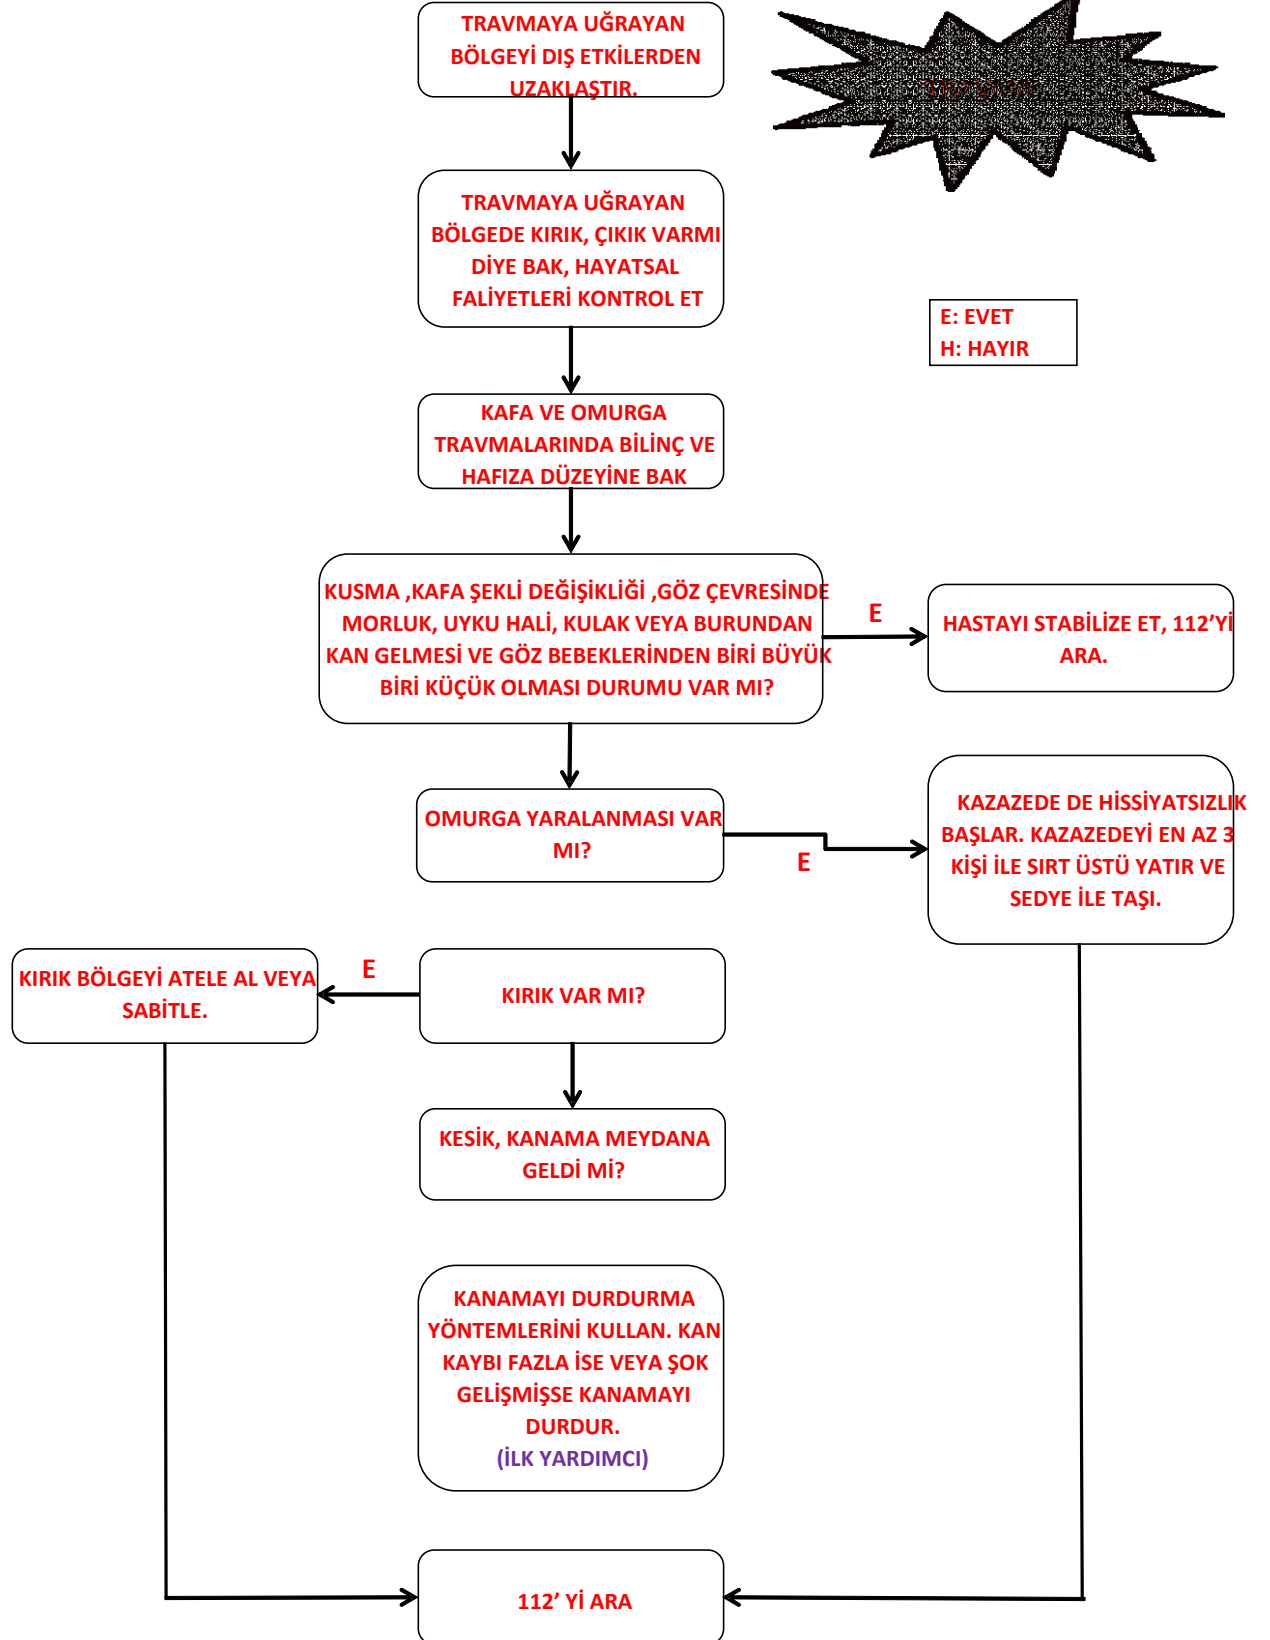 TRAVMAYA UĞRAYAN
BÖLGEYİ DIŞ ETKİLERDEN
UZAKLAŞTIR.
TRAVMAYA UĞRAYAN
BÖLGEDE KIRIK, ÇIKIK VARMI
DİYE BAK, HAYATSAL
FALİYETLERİ KONTROL ET
E: EVET
H: HAYIR
KAFA VE OMURGA
TRAVMALARINDA BİLİNÇ VE
HAFIZA DÜZEYİNE BAK
KUSMA ,KAFA ŞEKLİ DEĞİŞİKLİĞİ ,GÖZ ÇEVRESİNDE
MORLUK, UYKU HALİ, KULAK VEYA BURUNDAN
KAN GELMESİ VE GÖZ BEBEKLERİNDEN BİRİ BÜYÜK
BİRİ KÜÇÜK OLMASI DURUMU VAR MI?
E
HASTAYI STABİLİZE ET, 112’Yİ
ARA.
OMURGA YARALANMASI VAR
MI?
E
KAZAZEDE DE HİSSİYATSIZLIK
BAŞLAR. KAZAZEDEYİ EN AZ 3
KİŞİ İLE SIRT ÜSTÜ YATIR VE
SEDYE İLE TAŞI.
KIRIK BÖLGEYİ ATELE AL VEYA
SABİTLE.
E
KIRIK VAR MI?
KESİK, KANAMA MEYDANA
GELDİ Mİ?
KANAMAYI DURDURMA
YÖNTEMLERİNİ KULLAN. KAN
KAYBI FAZLA İSE VEYA ŞOK
GELİŞMİŞSE KANAMAYI
DURDUR.
(İLK YARDIMCI)
112’ Yİ ARA